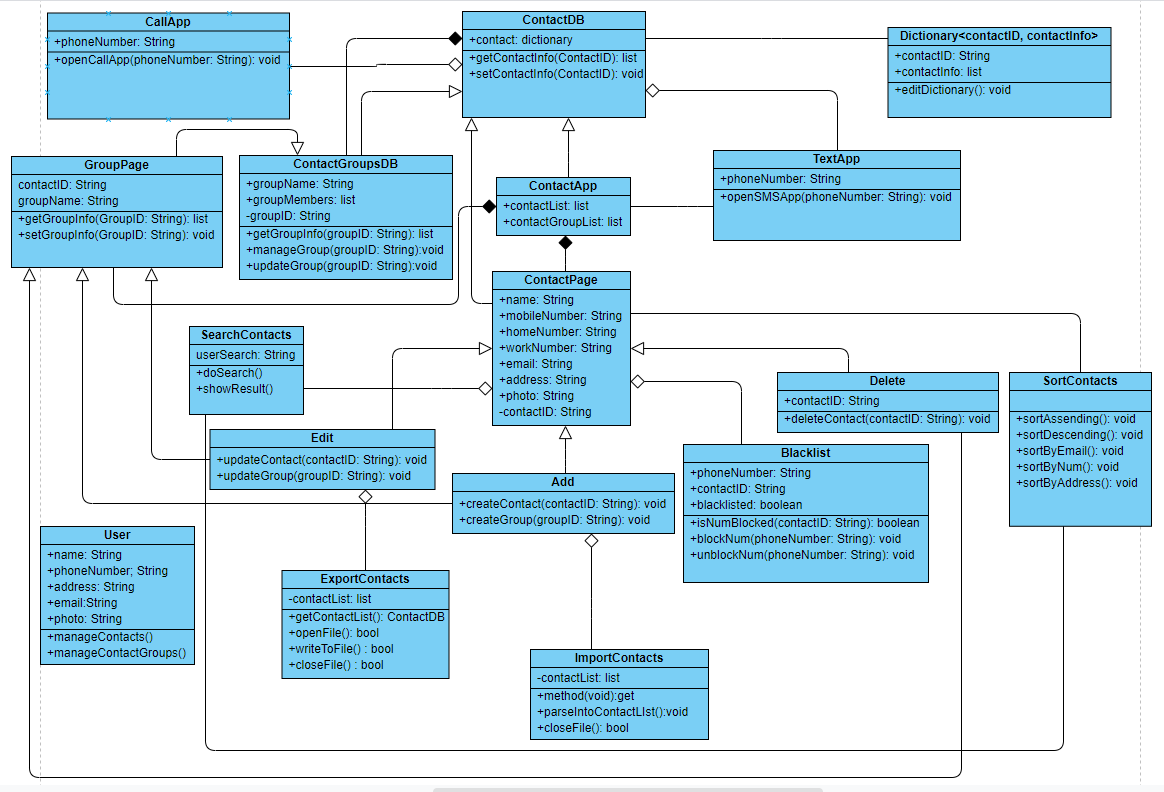 CallApp
+phoneNumber: String
+openCallApp(phoneNumber: String): void
ContactDB
+contact: dictionary
+getContactInfo(ContactID): list
+setContactInfo(ContactID): void
Dictionary<contactID, contactInfo>
+contactID: String
+contactInfo: list
+editDictionary(): void
GroupPage
contactID: String
groupName: String
+getGroupInfo(GroupID: String): list
+setGroupInfo(GroupID: String): void
ContactGroupsDB
+groupName: String
+groupMembers: list
-groupID: String
+getGroupInfo(groupID: String): list
+manageGroup(groupID: String):void
+updateGroup(groupID: String):void
ContactApp
+contactList: list
+contactGroupList: list
TextApp
+phoneNumber: String
+openSMSApp(phoneNumber: String): void
ContactPage
+name: String
+mobileNumber: String
+homeNumber: String
+workNumber: String
+email: String
+address: String
+photo: String
-contactID: String
SearchContacts
userSearch: String
+doSearch()
+showResult()
Delete
+contactID: String
+deleteContact(contactID: String): void
SortContacts
+sortAssending(): void
+sortDescending(): void
+sortByEmail(): void
+sortByNum(): void
+sortByAddress(): void
Edit
+updateContact(contactID: String): void
+updateGroup(groupID: String): void
Blacklist
+phoneNumber: String
+contactID: String
+blacklisted: boolean
+isNumBlocked(contactID: String): boolean
+blockNum(phoneNumber: String): void
+unblockNum(phoneNumber: String): void
Add
+createContact(contactID: String): void
+createGroup(groupID: String): void
User
+name: String
+phoneNumber; String
+address: String
+email:String
+photo: String
+manageContacts()
+manageContactGroups()
ExportContacts
-contactList: list
+getContactList(): ContactDB
+openFile(): bool
+writeToFile() : bool
+closeFile() : bool
ImportContacts
-contactList: list
+method(void):get
+parseIntoContactLIst():void
+closeFile(): bool